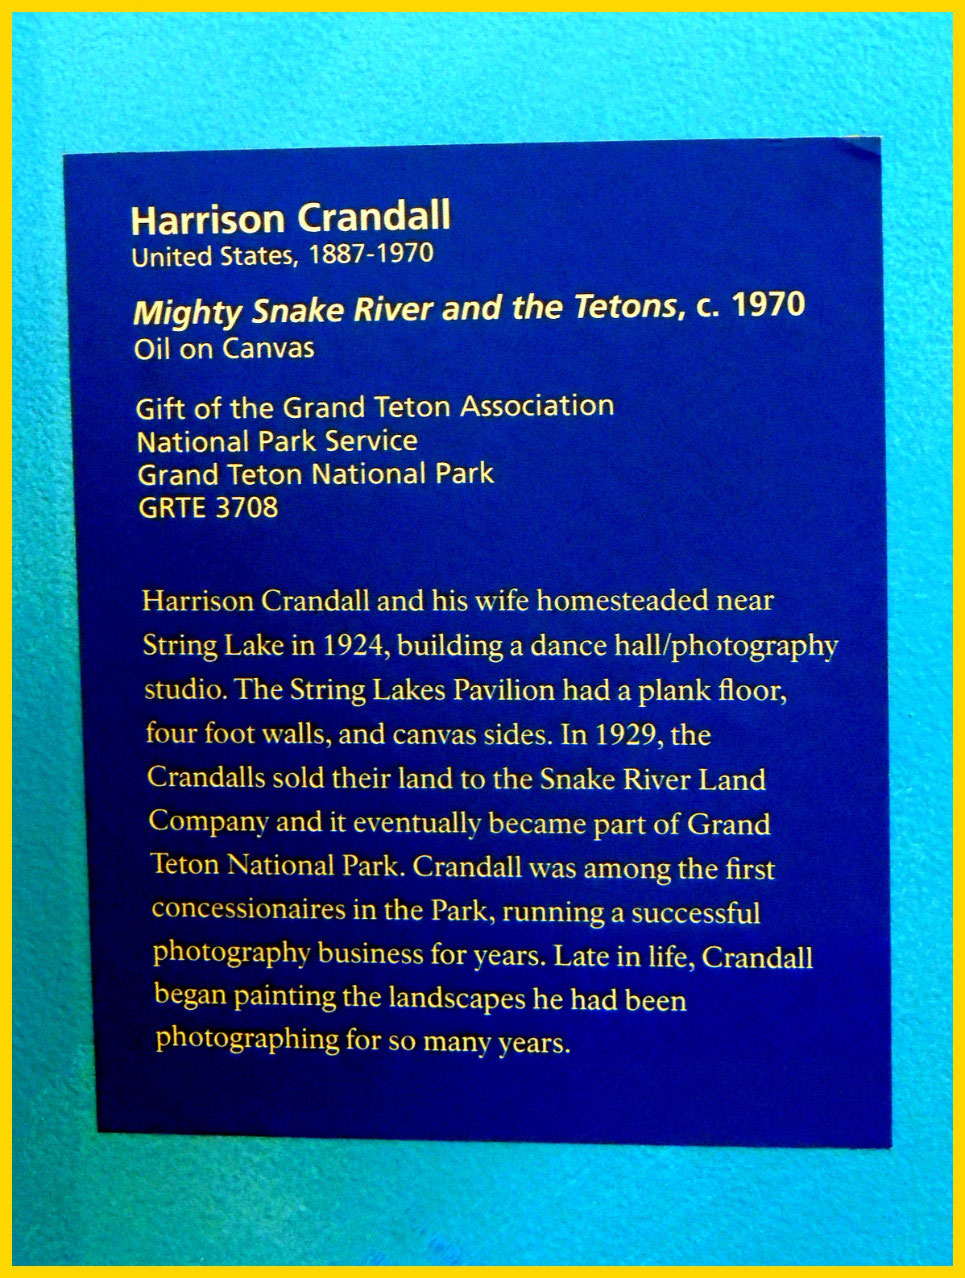 Harrison Crandall
United States, 1887-1970
Mighty Snake River and the Tetons, c. 1970
Oil on Canvas
Gift of the Grand Teton Association
National Park Service
Grand Teton National Park
GRTE 3708
Harrison Crandall and his wife homesteaded near
String Lake in 1924, building a dance hall/photography
studio. The String Lakes Pavilion had a plank floor,
four foot walls, and canvas sides. In 1929, the
Crandalls sold their land to the Snake River Land
Company and it eventually became part of Grand
Teton National Park. Crandall was among the first
concessionaires in the Park, running a successful
photography business for years. Late in life, Crandall
began painting the landscapes he had been
photographing for so many years.